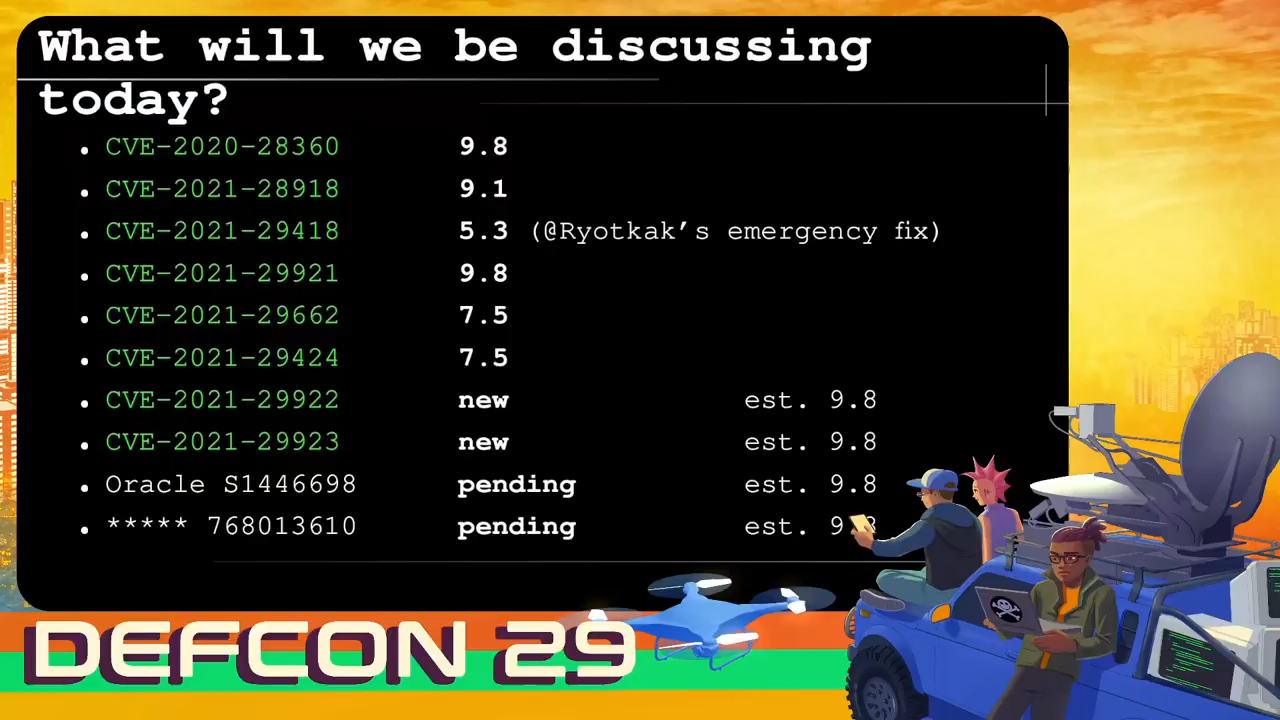 What will we be discussing
today?
• CVE-2020-28360 9.8
• CVE-2021-28918 9.1
• CVE-2021-29418 5.3 (@Ryotkak’s emergency fix)
• CVE-2021-29921 9.8
• CVE-2021-29662 7.5
• CVE-2021-29424 7.5
• CVE-2021-29922 new est. 9.8
• CVE-2021-29923 new est. 9.8
• Oracle S1446698 pending est. 9.8
• ***** 768013610 pending est.
DEFCON 29